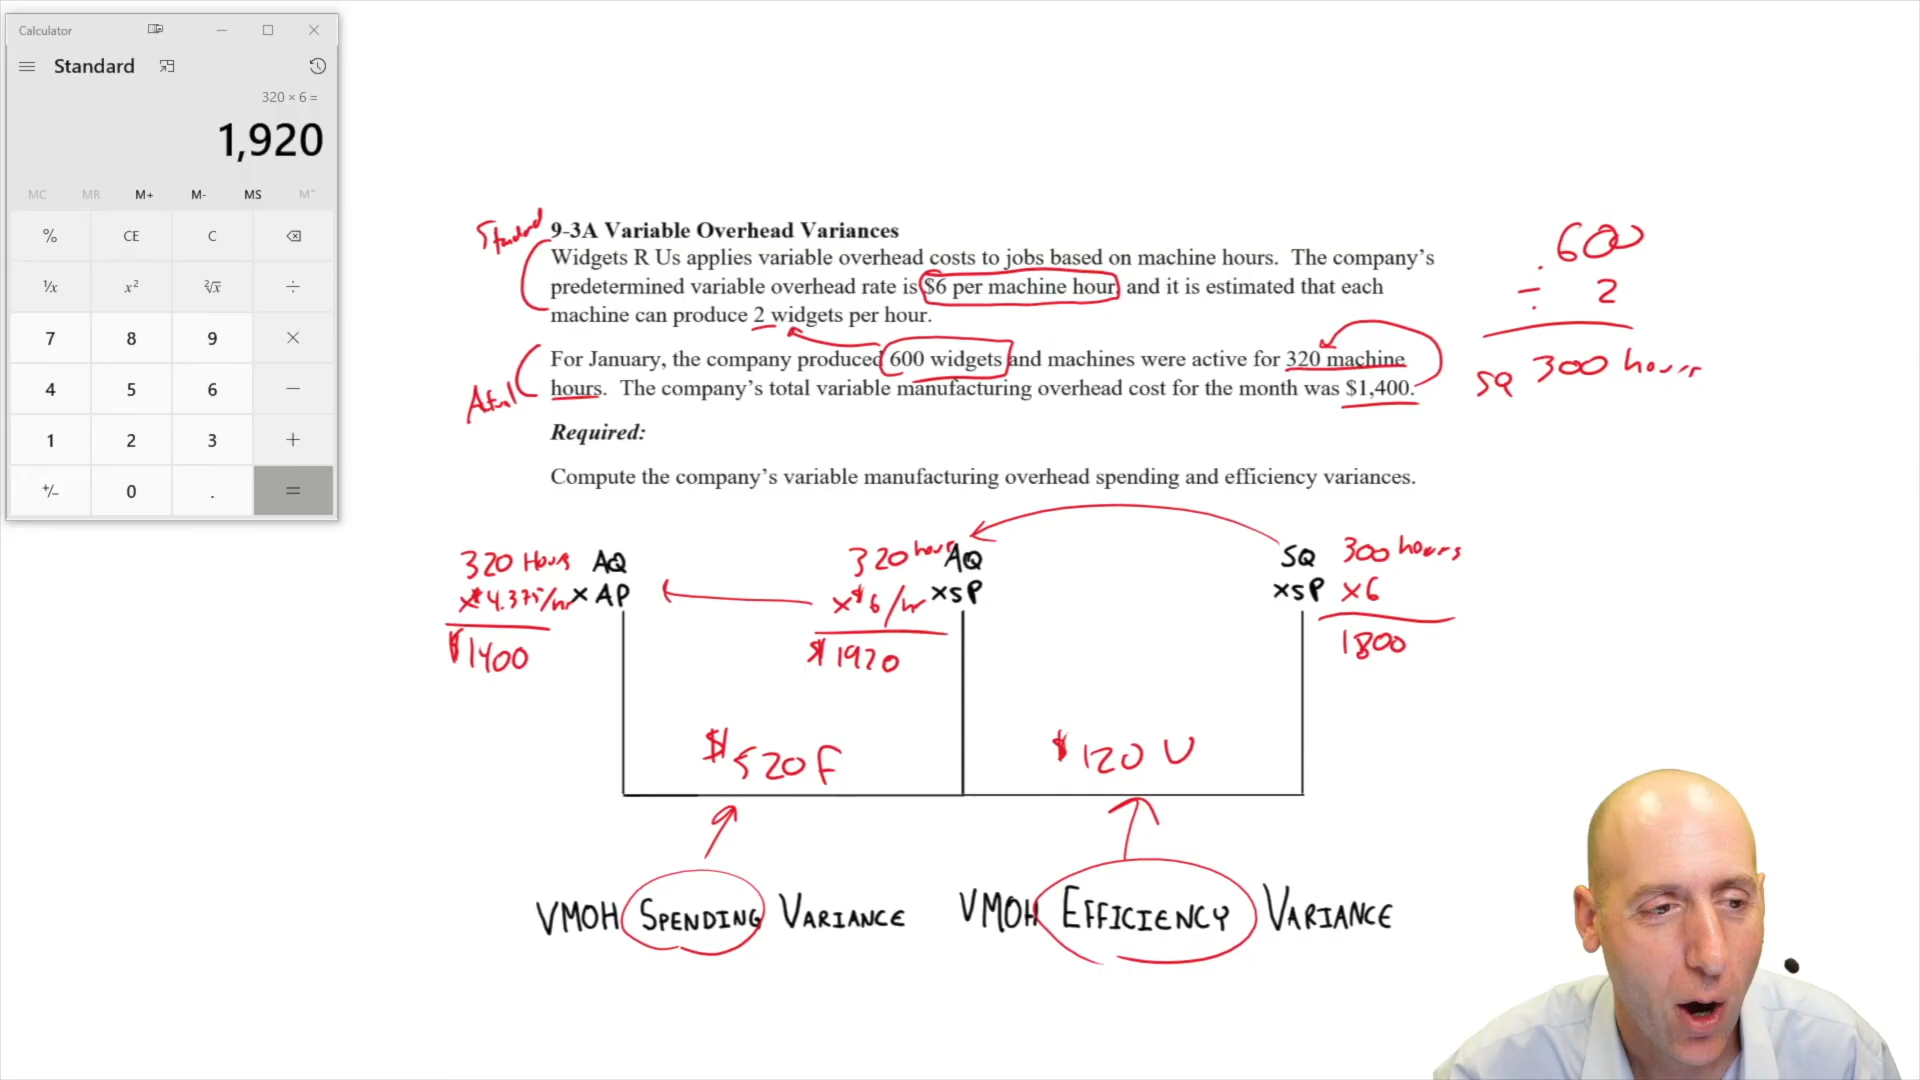 Calculator
Standard
320 × 6 =
1,920
MC MR M+ M- MS M˅
% CE C
¹/x x² ²√x ÷
7 8 9 ×
4 5 6 −
1 2 3 +
+/− 0 . =
Standard
9-3A Variable Overhead Variances
Widgets R Us applies variable overhead costs to jobs based on machine hours. The company's
predetermined variable overhead rate is $6 per machine hour, and it is estimated that each
machine can produce 2 widgets per hour.
Actual
For January, the company produced 600 widgets and machines were active for 320 machine
hours. The company's total variable manufacturing overhead cost for the month was $1,400.
Required:
Compute the company's variable manufacturing overhead spending and efficiency variances.
600
÷ 2
SQ 300 hours
320 Hours AQ
x $4.375/hr × AP
$1400
320 hours AQ
x $6/hr ×SP
$1920
SQ 300 hours
×SP x6
1800
$520 F
$120 U
VMOH SPENDING VARIANCE
VMOH EFFICIENCY VARIANCE